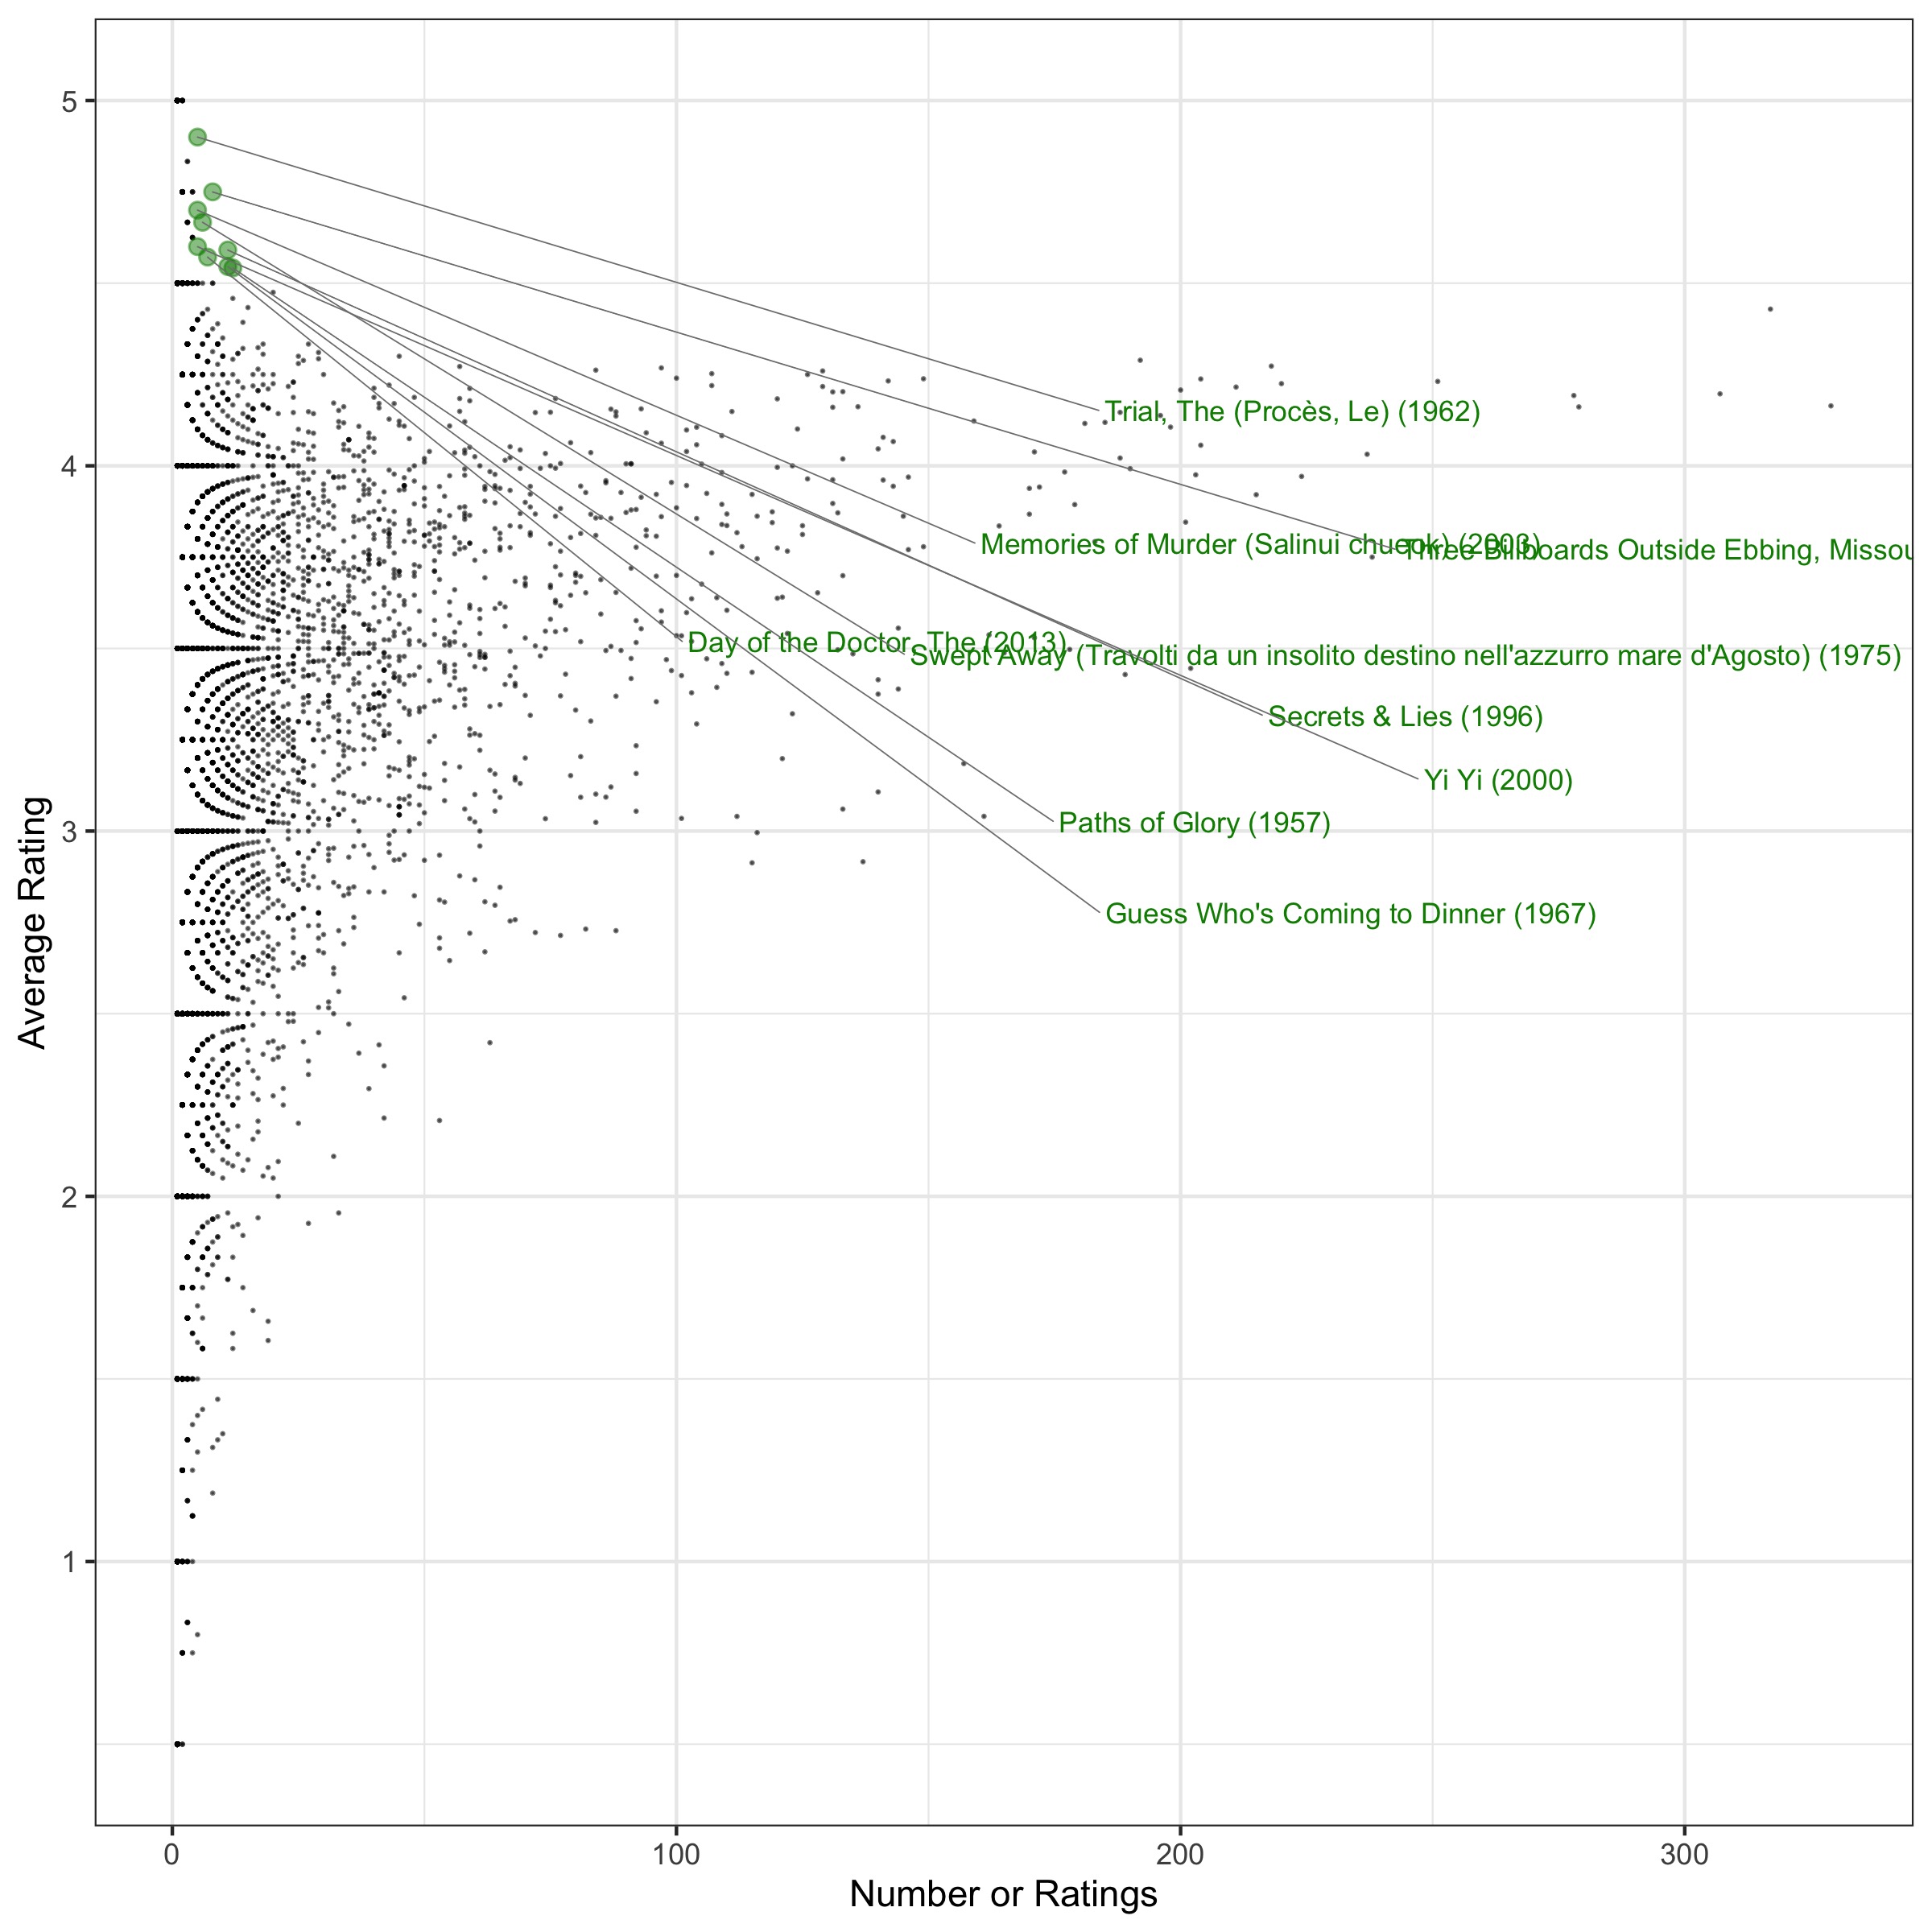 5
4
3
2
1
Average Rating
Trial, The (Procès, Le) (1962)
Memories of Murder (Salinui chueok) (2003)
Three Billboards Outside Ebbing, Missou
Day of the Doctor, The (2013)
Swept Away (Travolti da un insolito destino nell'azzurro mare d'Agosto) (1975)
Secrets & Lies (1996)
Yi Yi (2000)
Paths of Glory (1957)
Guess Who's Coming to Dinner (1967)
0 100 200 300
Number or Ratings